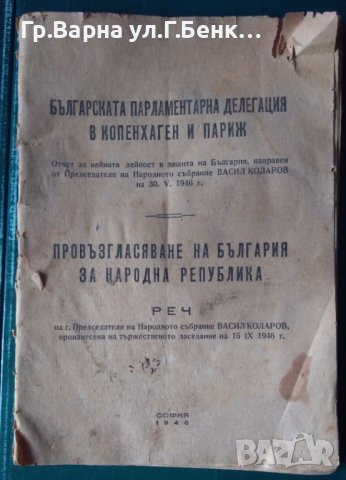 Гр.Варна ул.Г.Бенк...
БЪЛГАРСКАТА ПАРЛАМЕНТАРНА ДЕЛЕГАЦИЯ
В КОПЕНХАГЕН И ПАРИЖ
Отчет за нейната дейност в защита на България, направен
от Председателя на Народното събрание ВАСИЛ КОЛАРОВ
на 30. V. 1946 г.
ПРОВЪЗГЛАСЯВАНЕ НА БЪЛГАРИЯ
ЗА НАРОДНА РЕПУБЛИКА
РЕЧ
на г. Председателя на Народното събрание ВАСИЛ КОЛАРОВ,
произнесена на тържественото заседание на 15 IX 1946 г.
СОФИЯ
1946
BAZAR